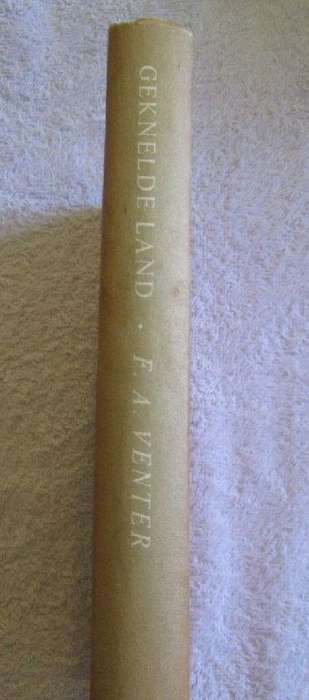 GEKNELDE LAND • F. A. VENTER